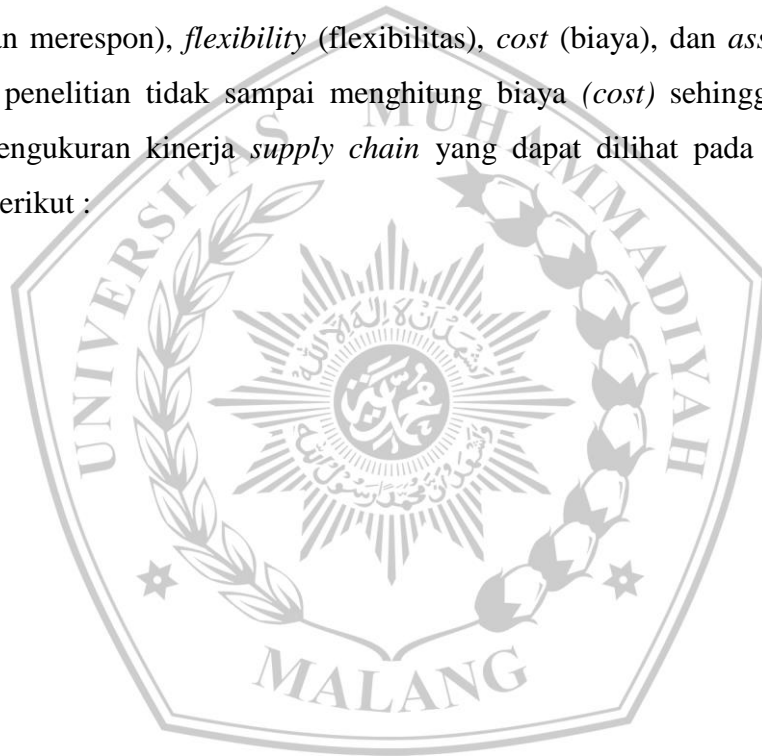 an merespon), flexibility (flexibilitas), cost (biaya), dan ass
penelitian tidak sampai menghitung biaya (cost) sehingg
engukuran kinerja supply chain yang dapat dilihat pada
erikut :
UNIVERSITAS MUHAMMADIYAH
MALANG